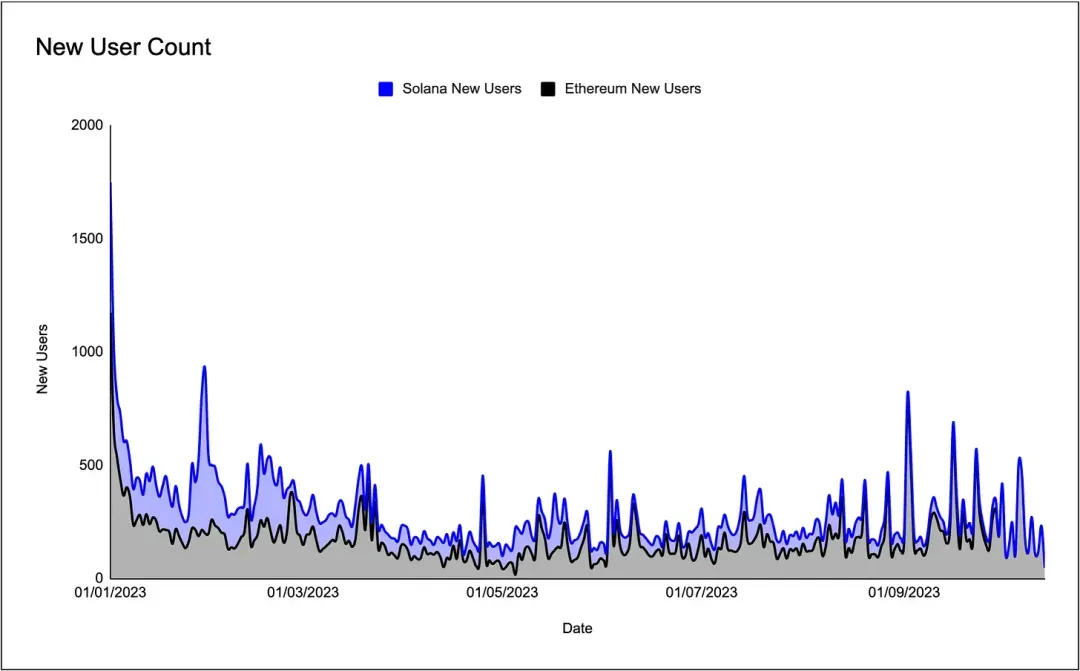 New User Count
Solana New Users Ethereum New Users
2000
1500
1000
500
0
New Users
01/01/2023 01/03/2023 01/05/2023 01/07/2023 01/09/2023
Date